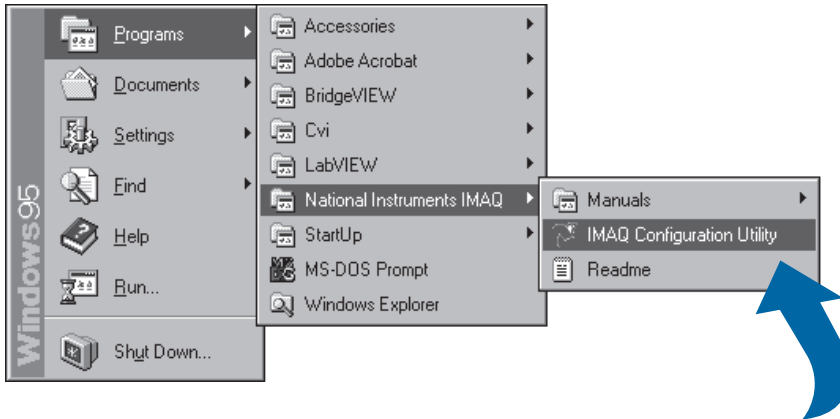 Windows95
Programs
Documents
Settings
Find
Help
Run...
Shut Down...
Accessories
Adobe Acrobat
BridgeVIEW
Cvi
LabVIEW
National Instruments IMAQ
StartUp
MS-DOS Prompt
Windows Explorer
Manuals
IMAQ Configuration Utility
Readme